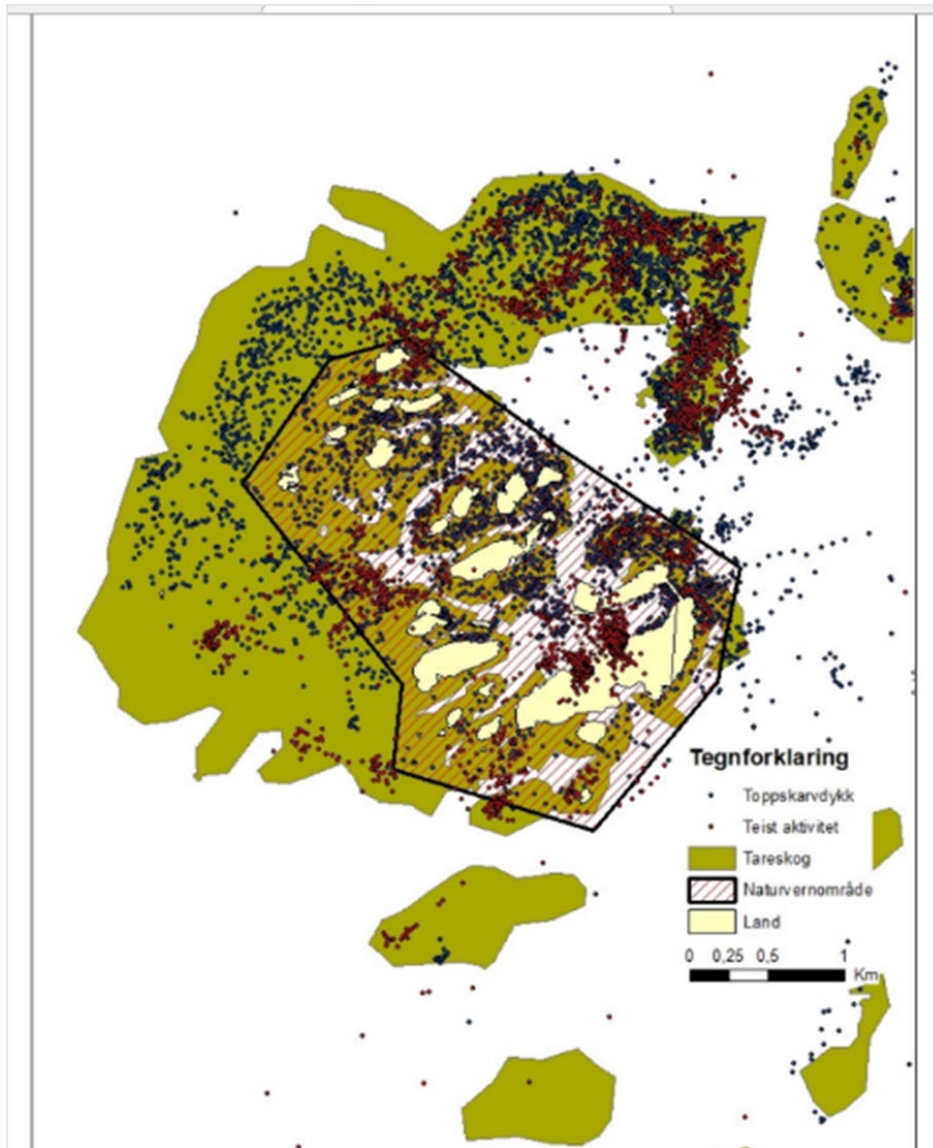 Tegnforklaring
Toppskarvdykk
Teist aktivitet
Tareskog
Naturvernområde
Land
0 0,25 0,5 1
Km